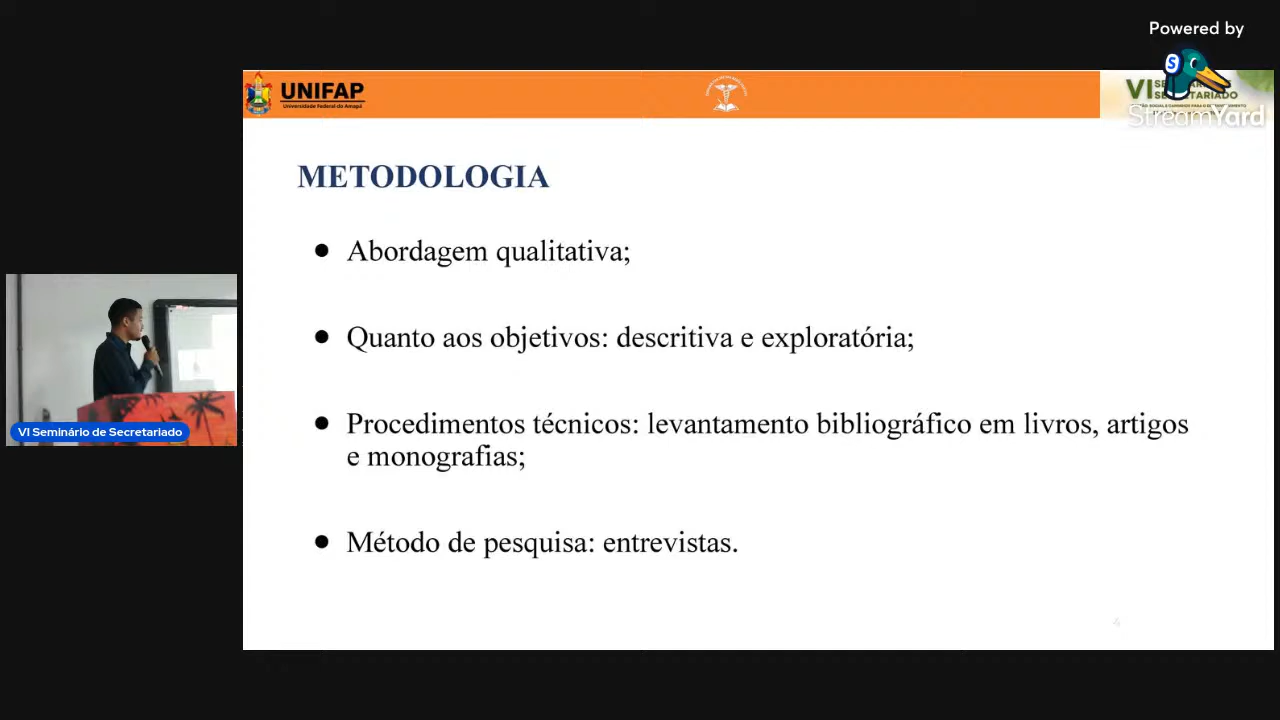 Powered by
StreamYard
UNIFAP
Universidade Federal do Amapá
VI
METODOLOGIA
● Abordagem qualitativa;
● Quanto aos objetivos: descritiva e exploratória;
● Procedimentos técnicos: levantamento bibliográfico em livros, artigos
e monografias;
● Método de pesquisa: entrevistas.
VI Seminário de Secretariado